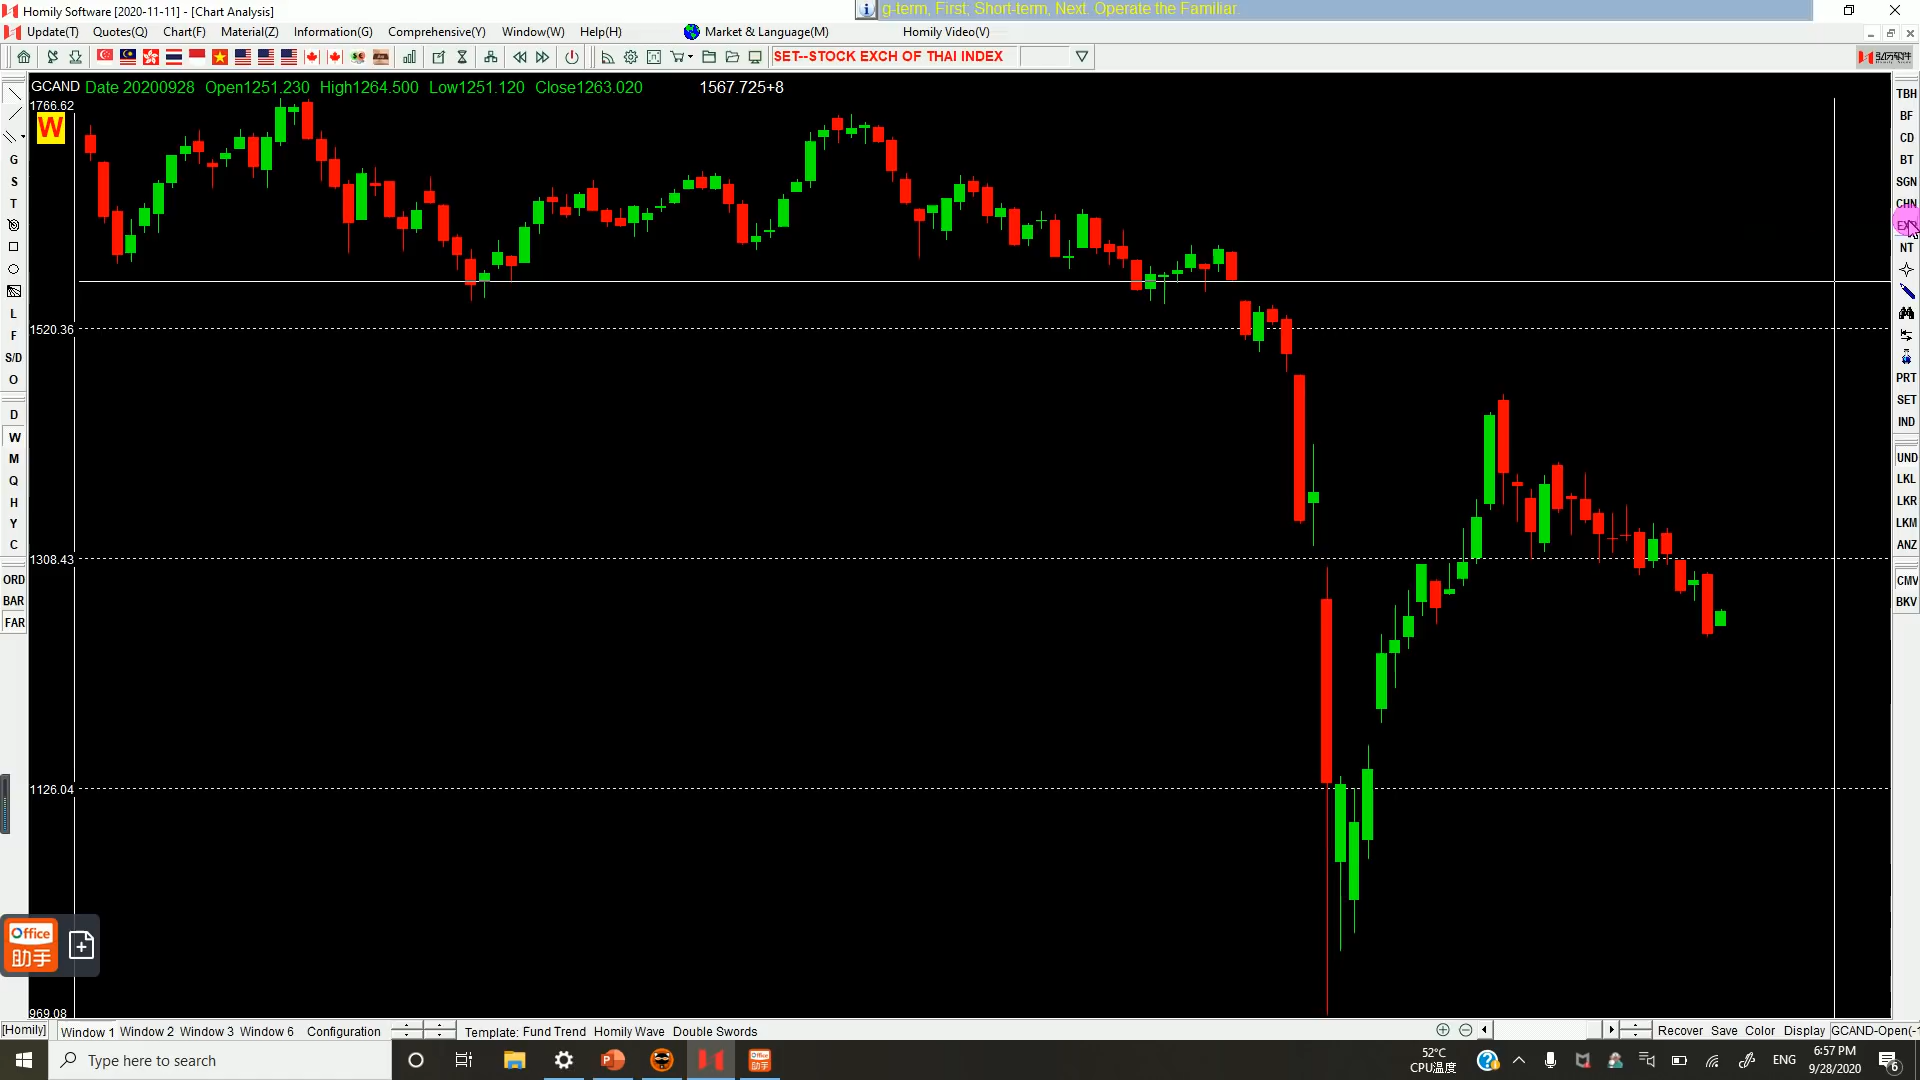 Homily Software [2020-11-11] - [Chart Analysis]
g-term, First; Short-term, Next. Operate the Familiar.
Update(T) Quotes(Q) Chart(F) Material(Z) Information(G) Comprehensive(Y) Window(W) Help(H) Market & Language(M) Homily Video(V)
SET--STOCK EXCH OF THAI INDEX
弘历软件
GCAND Date 20200928 Open1251.230 High1264.500 Low1251.120 Close1263.020 1567.725+8
1766.62
W
1520.36
1308.43
1126.04
969.08
G
S
T
L
F
S/D
O
D
W
M
Q
H
Y
C
ORD
BAR
FAR
TBH
BF
CD
BT
SGN
CHN
NT
PRT
SET
IND
UND
LKL
LKR
LKM
ANZ
CMV
BKV
Office
助手
[Homily] Window 1 Window 2 Window 3 Window 6 Configuration Template: Fund Trend Homily Wave Double Swords Recover Save Color Display GCAND-Open(-1
Type here to search
52°C
CPU温度
ENG
6:57 PM
9/28/2020
6